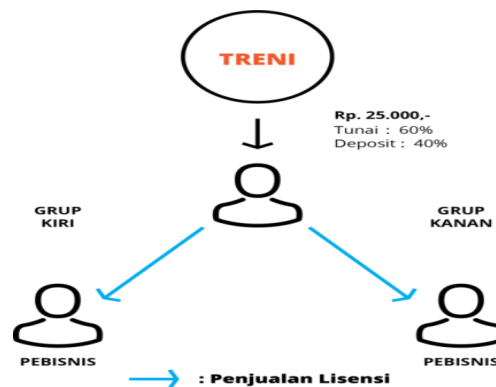 TRENI
Rp. 25.000,-
Tunai : 60%
Deposit : 40%
GRUP
KIRI
GRUP
KANAN
PEBISNIS
PEBISNIS
: Penjualan Lisensi